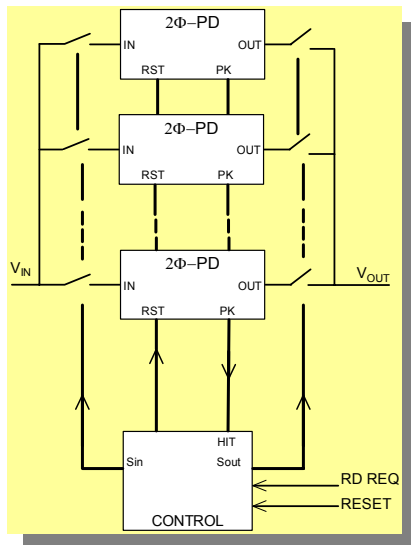 2Φ–PD
IN OUT
RST PK
2Φ–PD
IN OUT
RST PK
2Φ–PD
V_IN IN OUT V_OUT
RST PK
HIT
Sin Sout
RD REQ
RESET
CONTROL